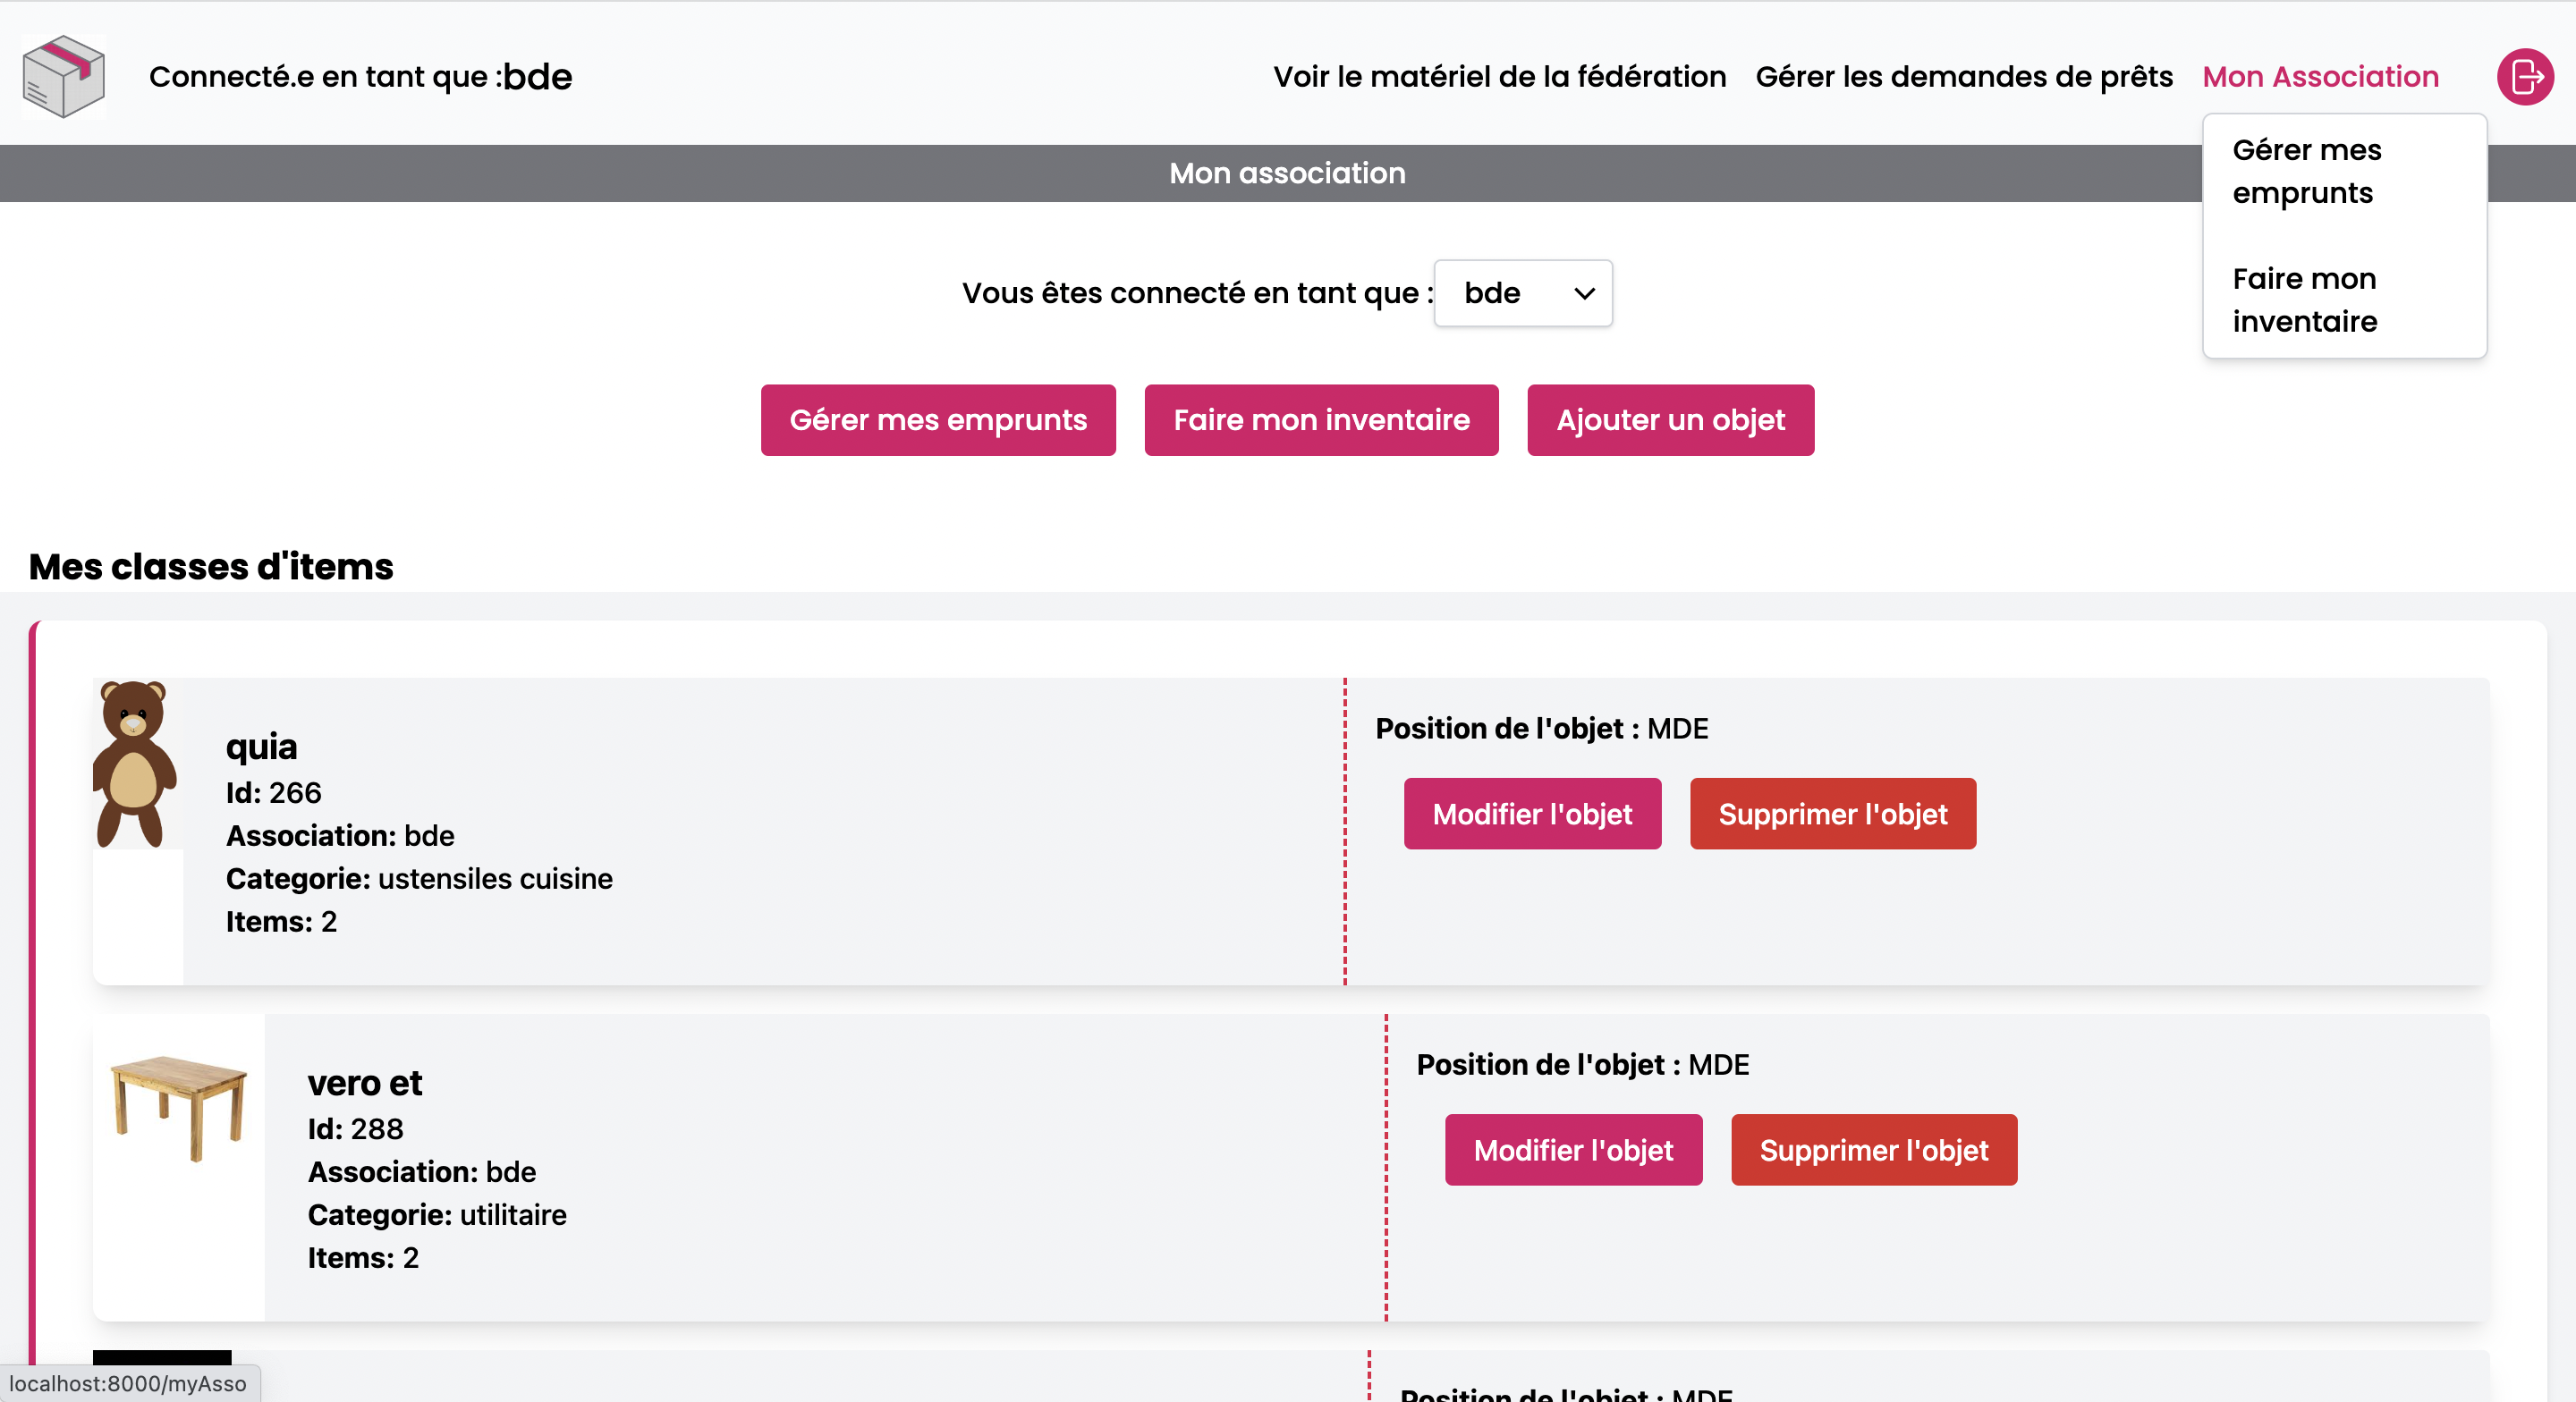 Connecté.e en tant que :bde
Voir le matériel de la fédération
Gérer les demandes de prêts
Mon Association
Gérer mes
emprunts
Faire mon
inventaire
Mon association
Vous êtes connecté en tant que :
bde
Gérer mes emprunts
Faire mon inventaire
Ajouter un objet
Mes classes d'items
quia
Id: 266
Association: bde
Categorie: ustensiles cuisine
Items: 2
Position de l'objet : MDE
Modifier l'objet
Supprimer l'objet
vero et
Id: 288
Association: bde
Categorie: utilitaire
Items: 2
Position de l'objet : MDE
Modifier l'objet
Supprimer l'objet
Position de l'objet : MDE
localhost:8000/myAsso